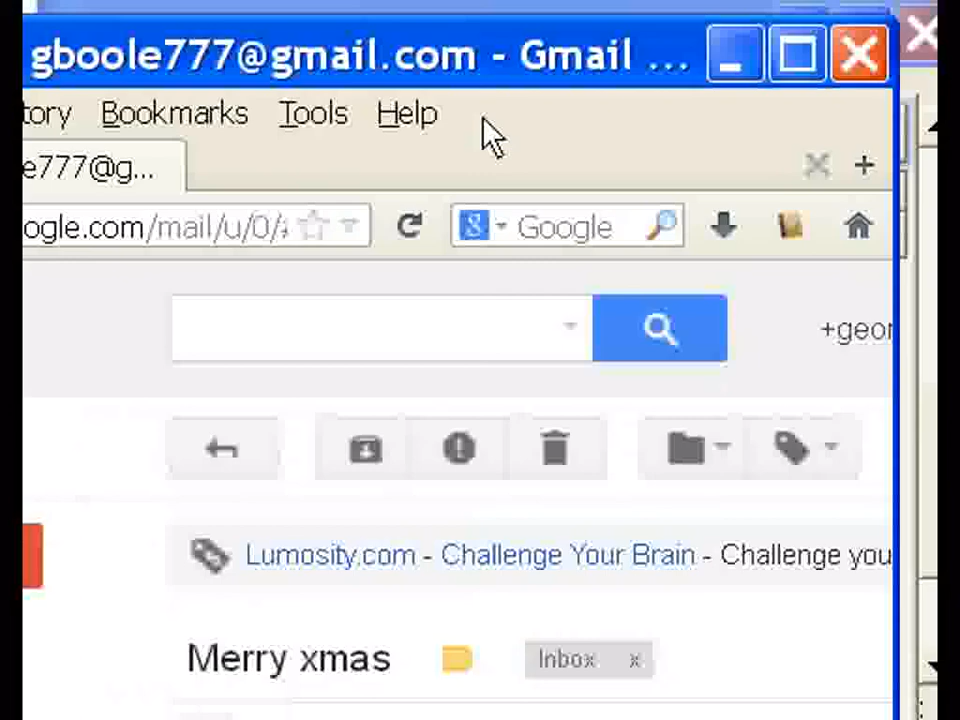 gboole777@gmail.com - Gmail ...
tory Bookmarks Tools Help
e777@g...
ogle.com/mail/u/0/# Google
+geor
Lumosity.com - Challenge Your Brain - Challenge you
Merry xmas Inbox x